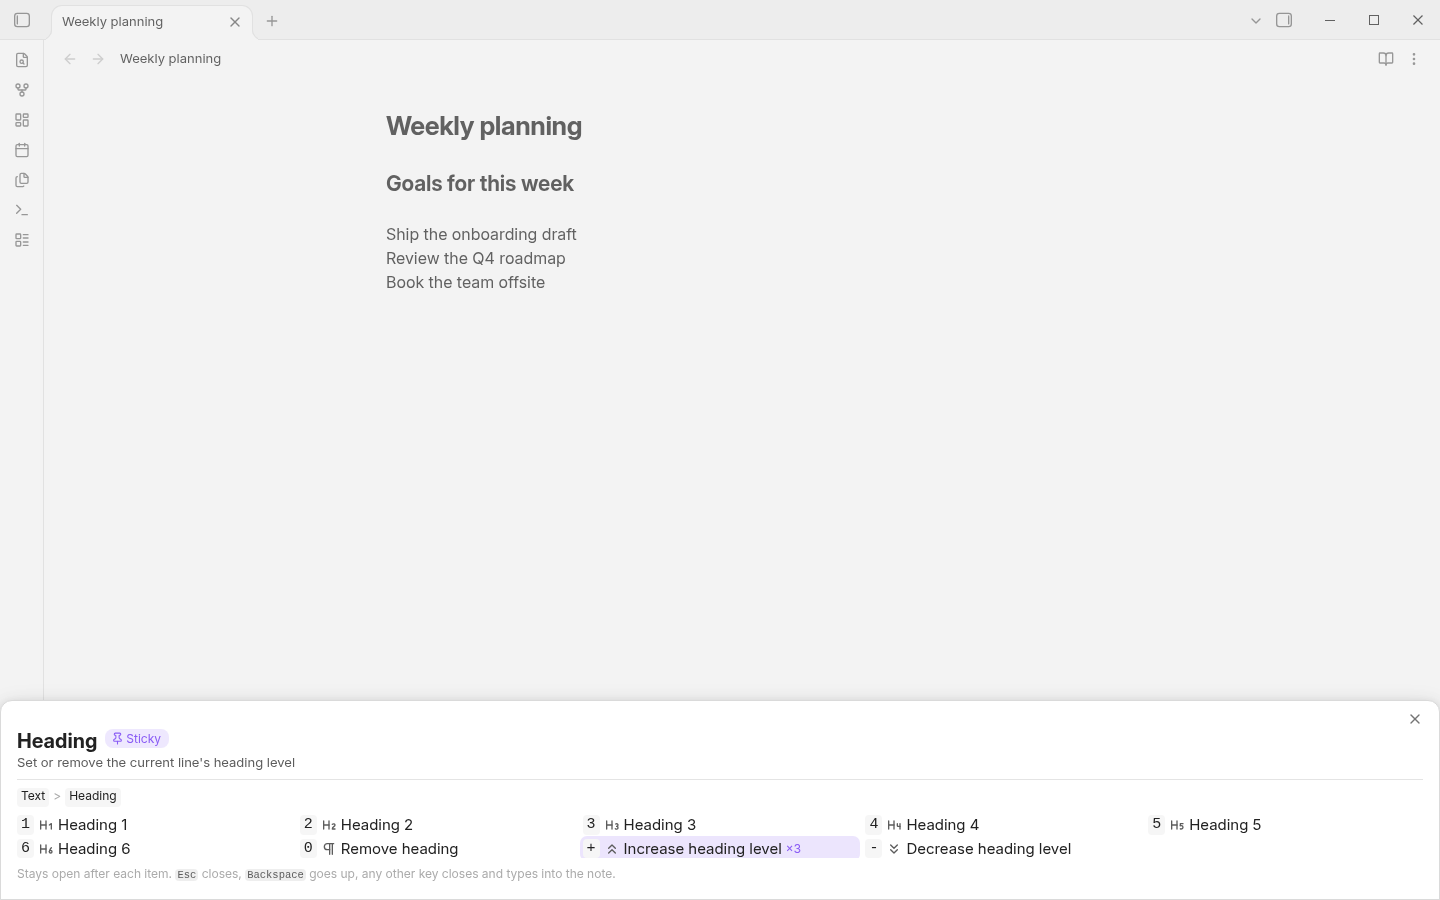 Weekly planning
Weekly planning
Weekly planning
Goals for this week
Ship the onboarding draft
Review the Q4 roadmap
Book the team offsite
Heading Sticky
Set or remove the current line's heading level
Text > Heading
1 H1 Heading 1 2 H2 Heading 2 3 H3 Heading 3 4 H4 Heading 4 5 H5 Heading 5
6 H6 Heading 6 0 Remove heading + Increase heading level ×3 - Decrease heading level
Stays open after each item. Esc closes, Backspace goes up, any other key closes and types into the note.